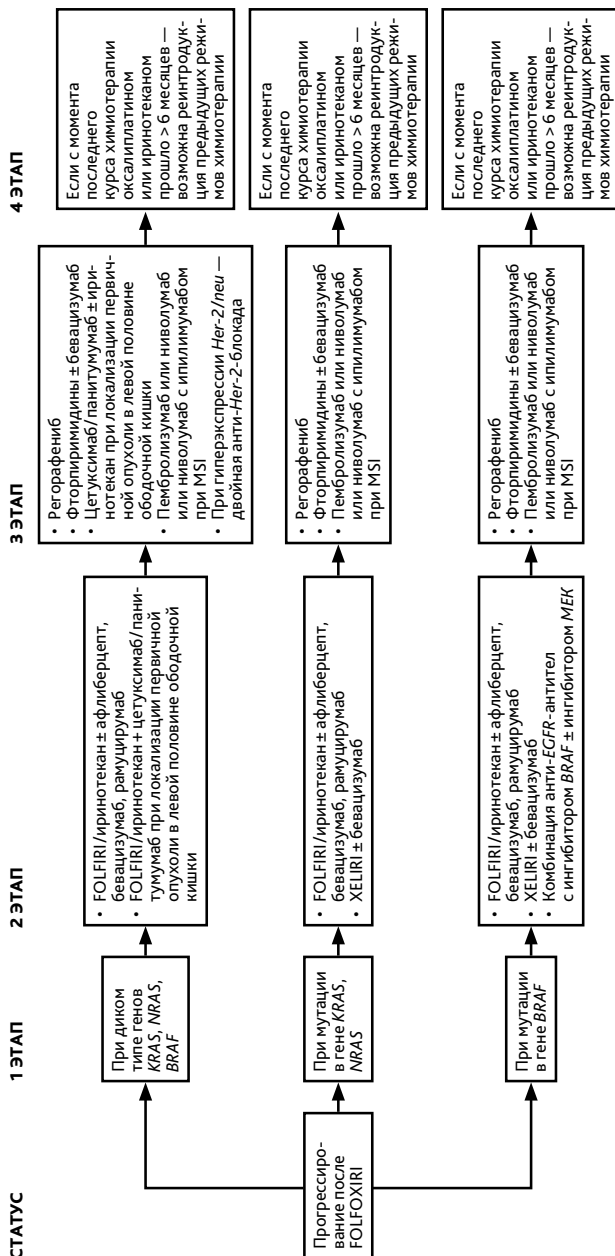 СТАТУС
1 ЭТАП
2 ЭТАП
3 ЭТАП
4 ЭТАП
Прогрессиро-
вание после
FOLFOXIRI
При диком
типе генов
KRAS, NRAS,
BRAF
• FOLFIRI/иринотекан ± афлиберцепт,
бевацизумаб, рамуцирумаб
• FOLFIRI/иринотекан + цетуксимаб/пани-
тумумаб при локализации первичной
опухоли в левой половине ободочной
кишки
• Регорафениб
• Фторпиримидины ± бевацизумаб
• Цетуксимаб/панитумумаб ± ири-
нотекан при локализации первич-
ной опухоли в левой половине
ободочной кишки
• Пембролизумаб или ниволумаб
или ниволумаб с ипилимумабом
при MSI
• При гиперэкспрессии Her-2/neu —
двойная анти-Her-2-блокада
Если с момента
последнего
курса химиотерапии
оксалиплатином
или иринотеканом
прошло > 6 месяцев —
возможна реинтродук-
ция предыдущих режи-
мов химиотерапии
При мутации
в гене KRAS,
NRAS
• FOLFIRI/иринотекан ± афлиберцепт,
бевацизумаб, рамуцирумаб
• XELIRI ± бевацизумаб
• Регорафениб
• Фторпиримидины ± бевацизумаб
• Пембролизумаб или ниволумаб
или ниволумаб с ипилимумабом
при MSI
Если с момента
последнего
курса химиотерапии
оксалиплатином
или иринотеканом
прошло > 6 месяцев —
возможна реинтродук-
ция предыдущих режи-
мов химиотерапии
При мутации
в гене BRAF
• FOLFIRI/иринотекан ± афлиберцепт,
бевацизумаб, рамуцирумаб
• XELIRI ± бевацизумаб
• Комбинация анти-EGFR-антител
с ингибитором BRAF ± ингибитором MEK
• Регорафениб
• Фторпиримидины ± бевацизумаб
• Пембролизумаб или ниволумаб
или ниволумаб с ипилимумабом
при MSI
Если с момента
последнего
курса химиотерапии
оксалиплатином
или иринотеканом
прошло > 6 месяцев —
возможна реинтродук-
ция предыдущих режи-
мов химиотерапии